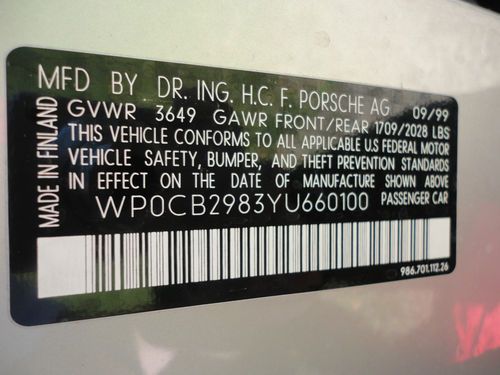 MFD BY DR. ING. H.C. F. PORSCHE AG 09/99
GVWR 3649 GAWR FRONT/REAR 1709/2028 LBS
THIS VEHICLE CONFORMS TO ALL APPLICABLE U.S FEDERAL MOTOR
VEHICLE SAFETY, BUMPER, AND THEFT PREVENTION STANDARDS
IN EFFECT ON THE DATE OF MANUFACTURE SHOWN ABOVE
WP0CB2983YU660100 PASSENGER CAR
MADE IN FINLAND
986.701.112.26